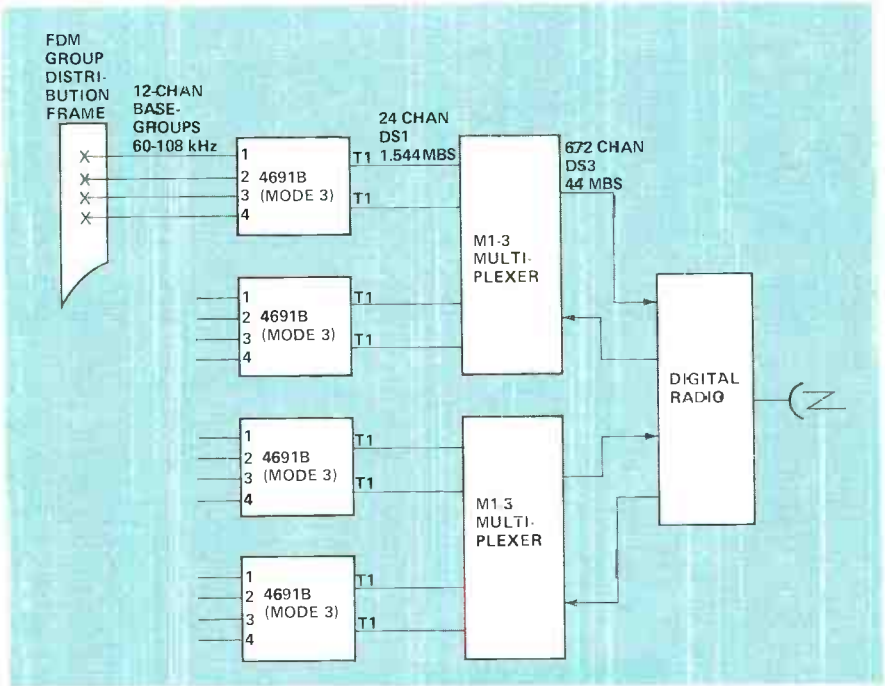 FDM
GROUP
DISTRI-
BUTION
FRAME
12-CHAN
BASE-
GROUPS
60-108 kHz
24 CHAN
DS1
1.544 MBS
672 CHAN
DS3
44 MBS
1
2
3
4
4691B
(MODE 3)
T1
T1
M1-3
MULTI-
PLEXER
1
2
3
4
4691B
(MODE 3)
T1
T1
DIGITAL
RADIO
1
2
3
4
4691B
(MODE 3)
T1
T1
M1-3
MULTI-
PLEXER
1
2
3
4
4691B
(MODE 3)
T1
T1